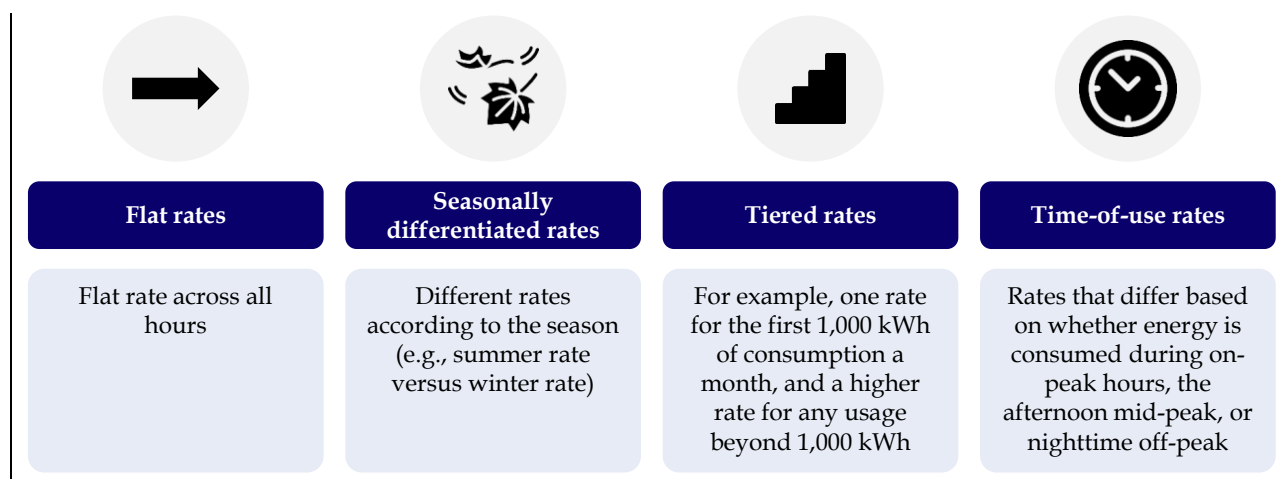 Flat rates
Flat rate across all
hours
Seasonally
differentiated rates
Different rates
according to the season
(e.g., summer rate
versus winter rate)
Tiered rates
For example, one rate
for the first 1,000 kWh
of consumption a
month, and a higher
rate for any usage
beyond 1,000 kWh
Time-of-use rates
Rates that differ based
on whether energy is
consumed during on-
peak hours, the
afternoon mid-peak, or
nighttime off-peak